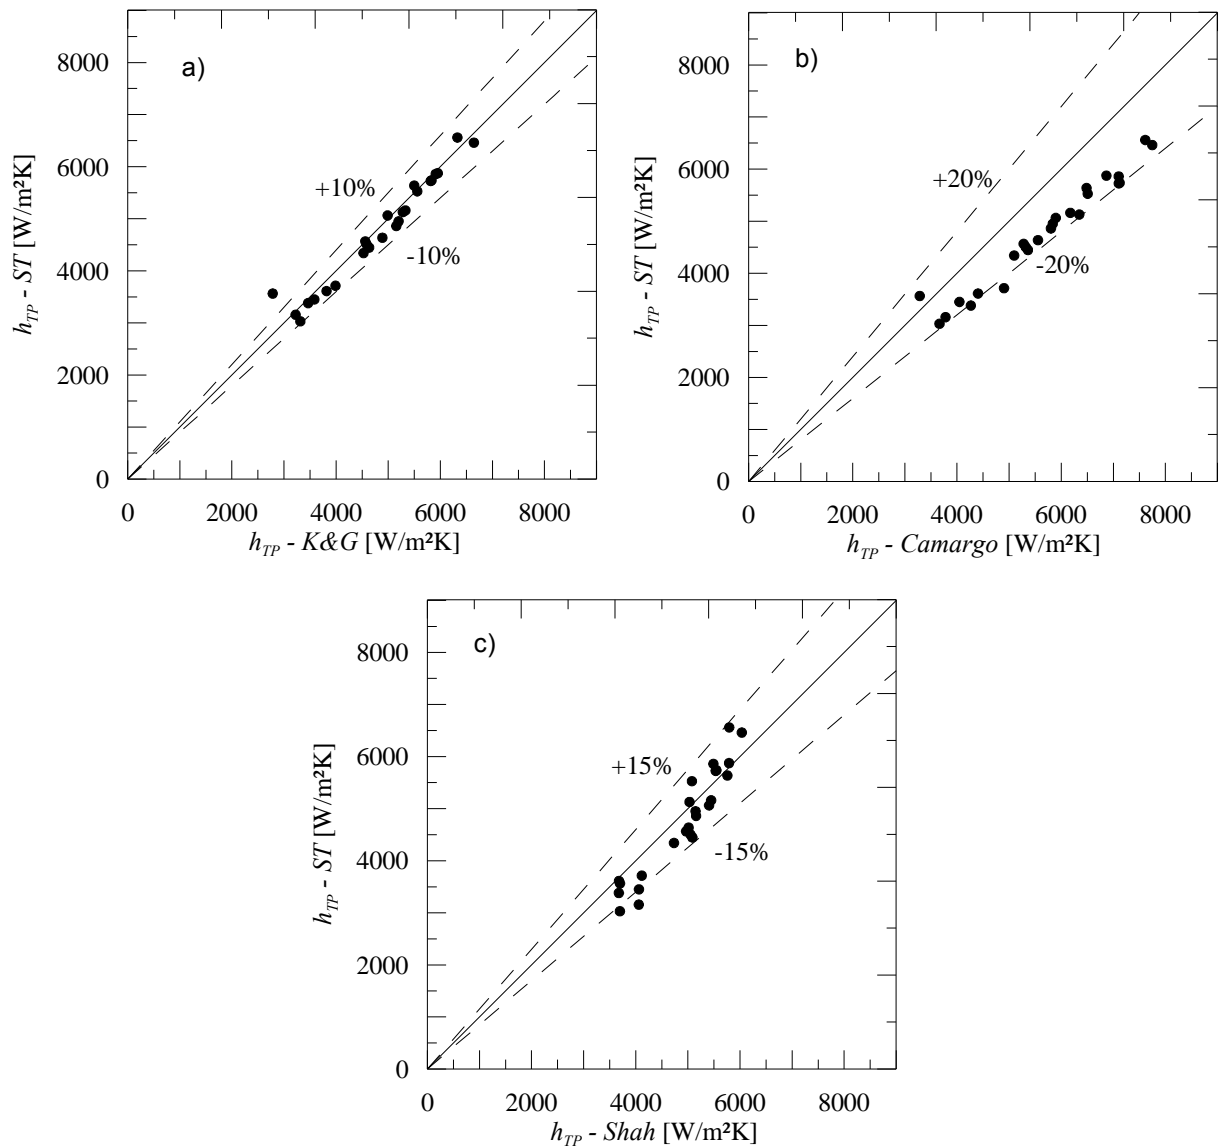 a)
8000
6000
4000
2000
0
h_TP - ST [W/m²K]
+10%
-10%
0 2000 4000 6000 8000
h_TP - K&G [W/m²K]
b)
8000
6000
4000
2000
0
h_TP - ST [W/m²K]
+20%
-20%
0 2000 4000 6000 8000
h_TP - Camargo [W/m²K]
c)
8000
6000
4000
2000
0
h_TP - ST [W/m²K]
+15%
-15%
0 2000 4000 6000 8000
h_TP - Shah [W/m²K]